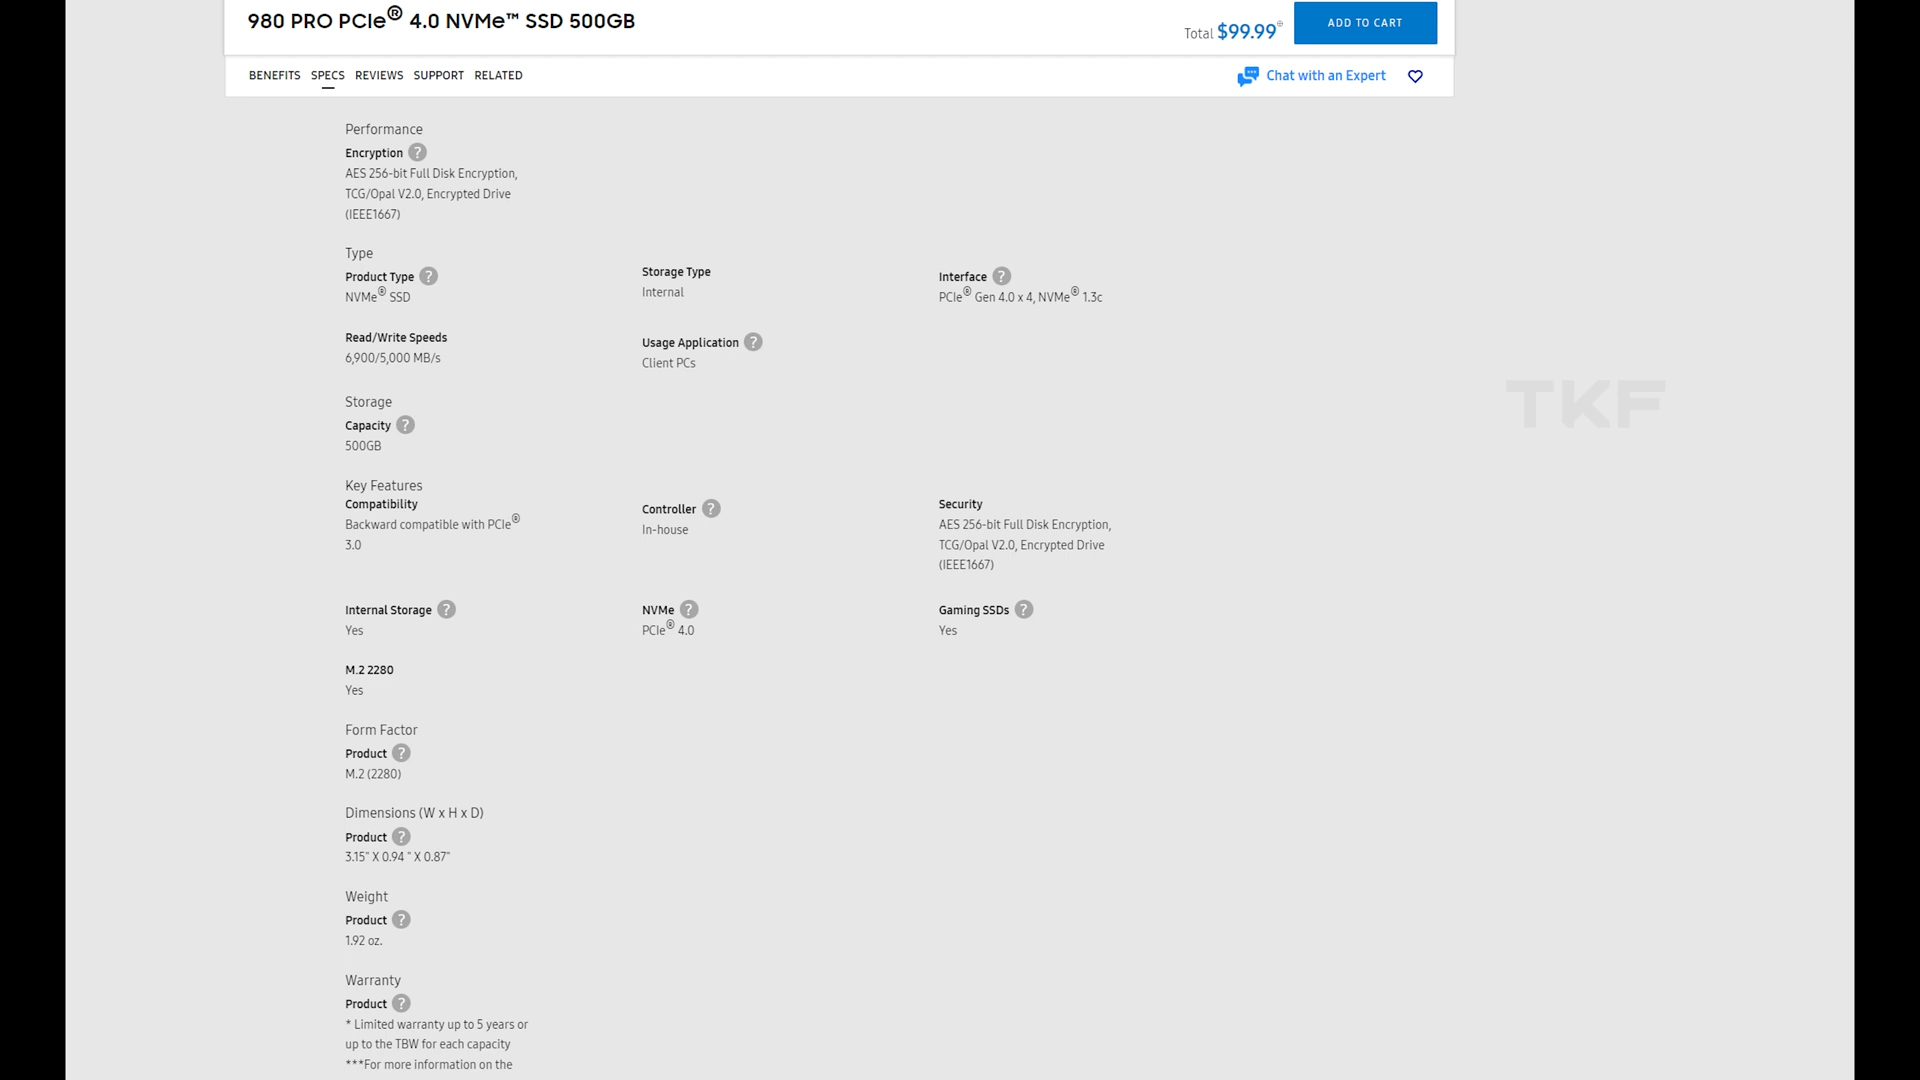 980 PRO PCIe® 4.0 NVMe™ SSD 500GB
Total $99.99⊕
ADD TO CART
BENEFITS SPECS REVIEWS SUPPORT RELATED
Chat with an Expert
Performance
Encryption ?
AES 256-bit Full Disk Encryption,
TCG/Opal V2.0, Encrypted Drive
(IEEE1667)
Type
Product Type ?
NVMe® SSD
Storage Type
Internal
Interface ?
PCIe® Gen 4.0 x 4, NVMe® 1.3c
Read/Write Speeds
6,900/5,000 MB/s
Usage Application ?
Client PCs
TKF
Storage
Capacity ?
500GB
Key Features
Compatibility
Backward compatible with PCIe®
3.0
Controller ?
In-house
Security
AES 256-bit Full Disk Encryption,
TCG/Opal V2.0, Encrypted Drive
(IEEE1667)
Internal Storage ?
Yes
NVMe ?
PCIe® 4.0
Gaming SSDs ?
Yes
M.2 2280
Yes
Form Factor
Product ?
M.2 (2280)
Dimensions (W x H x D)
Product ?
3.15" X 0.94 " X 0.87"
Weight
Product ?
1.92 oz.
Warranty
Product ?
* Limited warranty up to 5 years or
up to the TBW for each capacity
***For more information on the